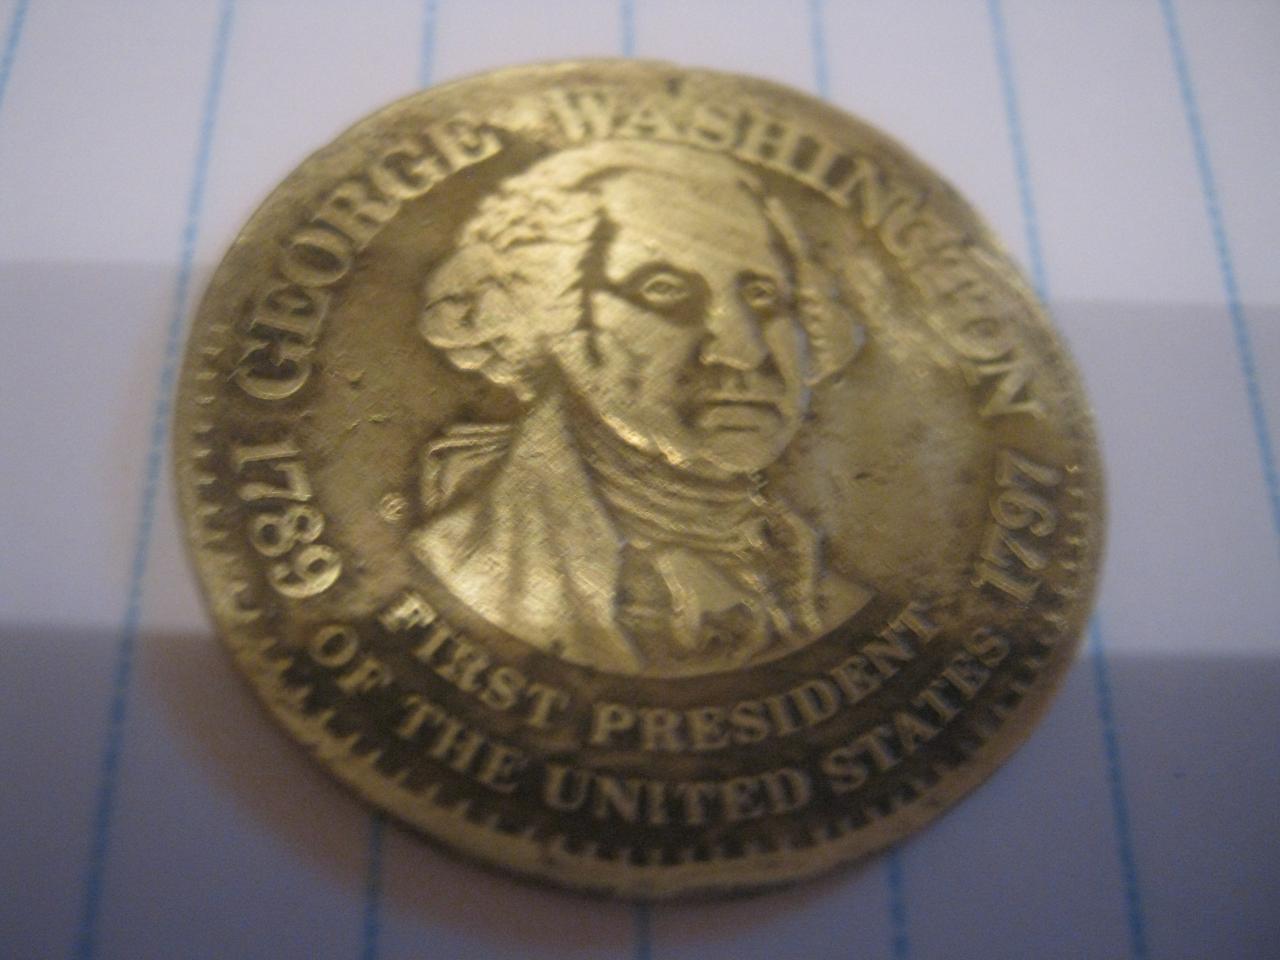 GEORGE WASHINGTON
1789 1797
FIRST PRESIDENT
OF THE UNITED STATES